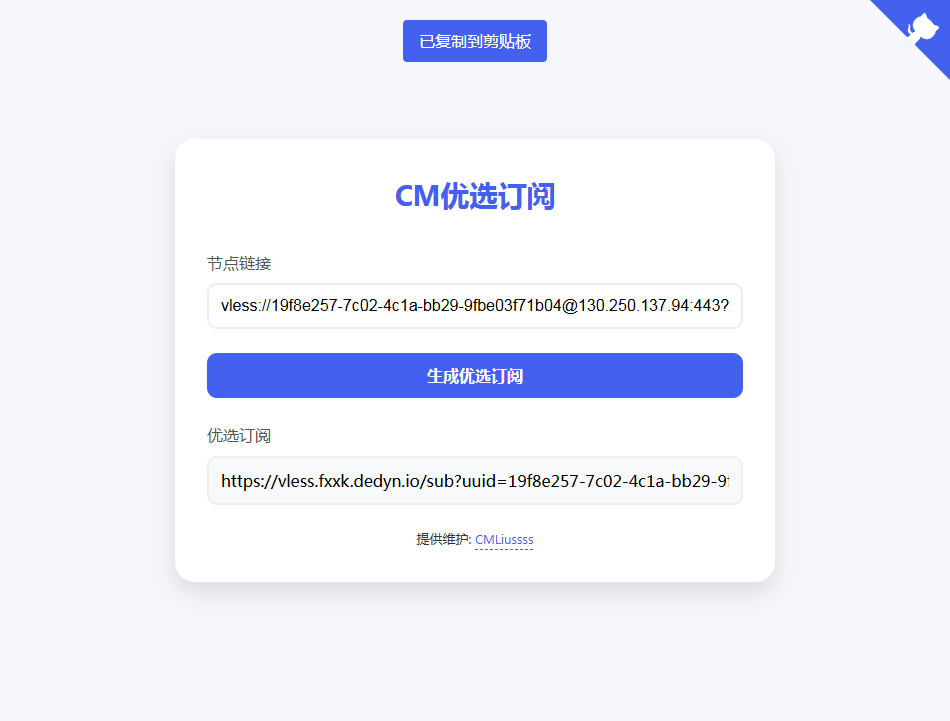 已复制到剪贴板
CM优选订阅
节点链接
vless://19f8e257-7c02-4c1a-bb29-9fbe03f71b04@130.250.137.94:443?
生成优选订阅
优选订阅
https://vless.fxxk.dedyn.io/sub?uuid=19f8e257-7c02-4c1a-bb29-9f
提供维护: CMLiussss